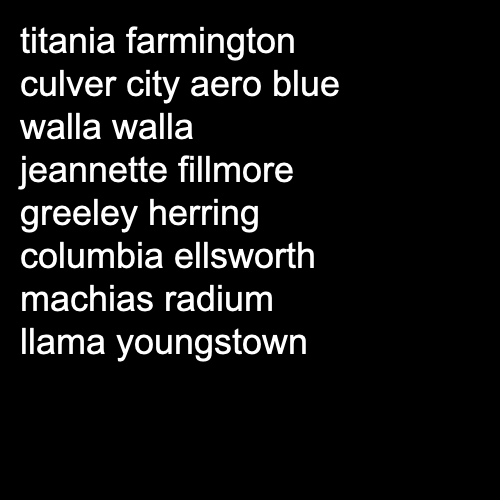 titania farmington
culver city aero blue
walla walla
jeannette fillmore
greeley herring
columbia ellsworth
machias radium
llama youngstown